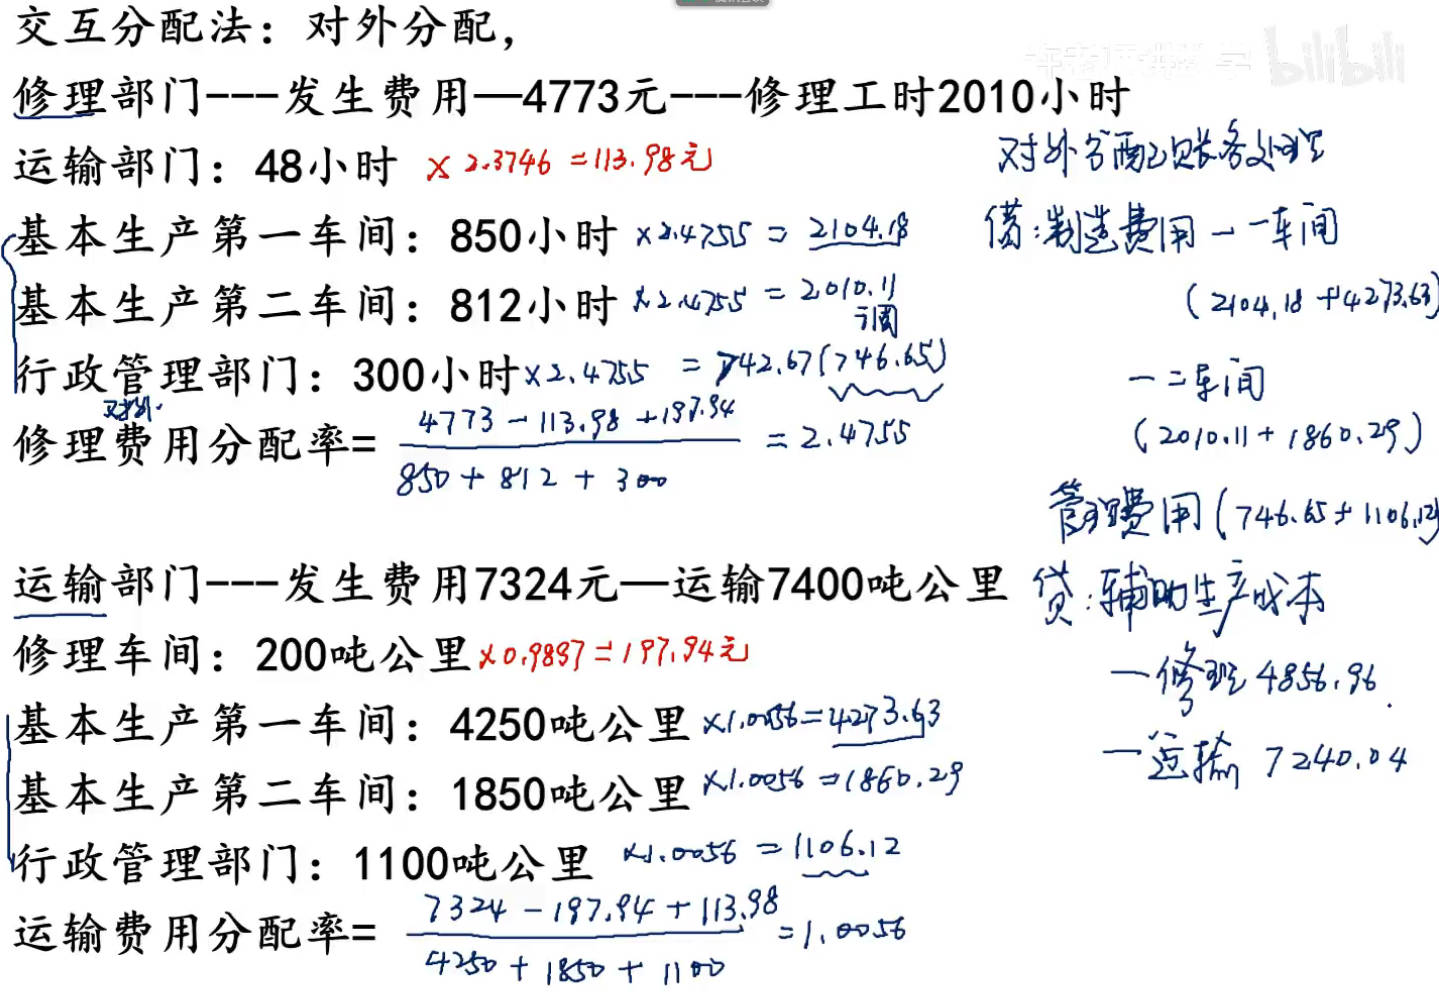 交互分配法：对外分配，
bilibili
修理部门---发生费用—4773元---修理工时2010小时
运输部门：48小时 ×2.3746=113.98元
对外分配账务处理
基本生产第一车间：850小时 ×2.4755=2104.18
借：制造费用一一车间
基本生产第二车间：812小时 ×2.4755=2010.11
(2104.18+4273.63)
行政管理部门：300小时×2.4755=742.67(746.65)
一二车间
对外
修理费用分配率= 4773-113.98+197.94
850+812+300
=2.4755
(2010.11+1860.29)
管理费用(746.65+1106.12)
运输部门---发生费用7324元—运输7400吨公里
贷：辅助生产成本
修理车间：200吨公里×0.9897=197.94元
一修理 4856.96
基本生产第一车间：4250吨公里×1.0056=4273.63
一运输 7240.04
基本生产第二车间：1850吨公里×1.0056=1860.29
行政管理部门：1100吨公里 ×1.0056=1106.12
运输费用分配率= 7324-197.94+113.98
4250+1850+1100
=1.0056